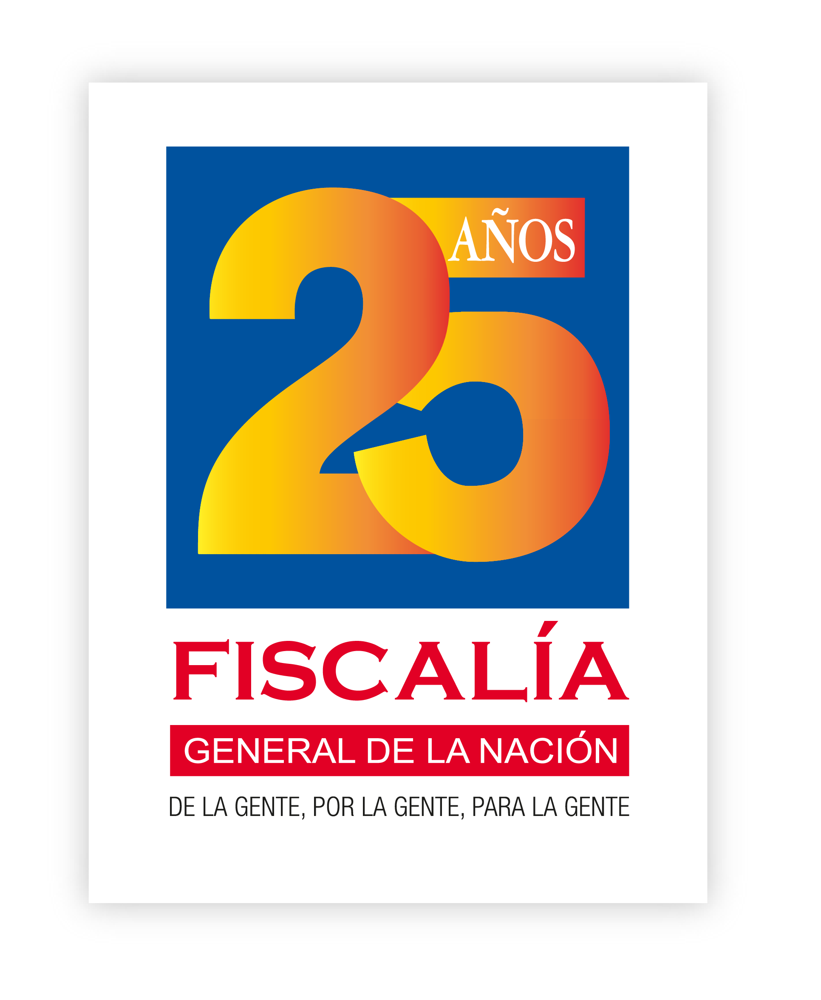 25 AÑOS
FISCALÍA
GENERAL DE LA NACIÓN
DE LA GENTE, POR LA GENTE, PARA LA GENTE